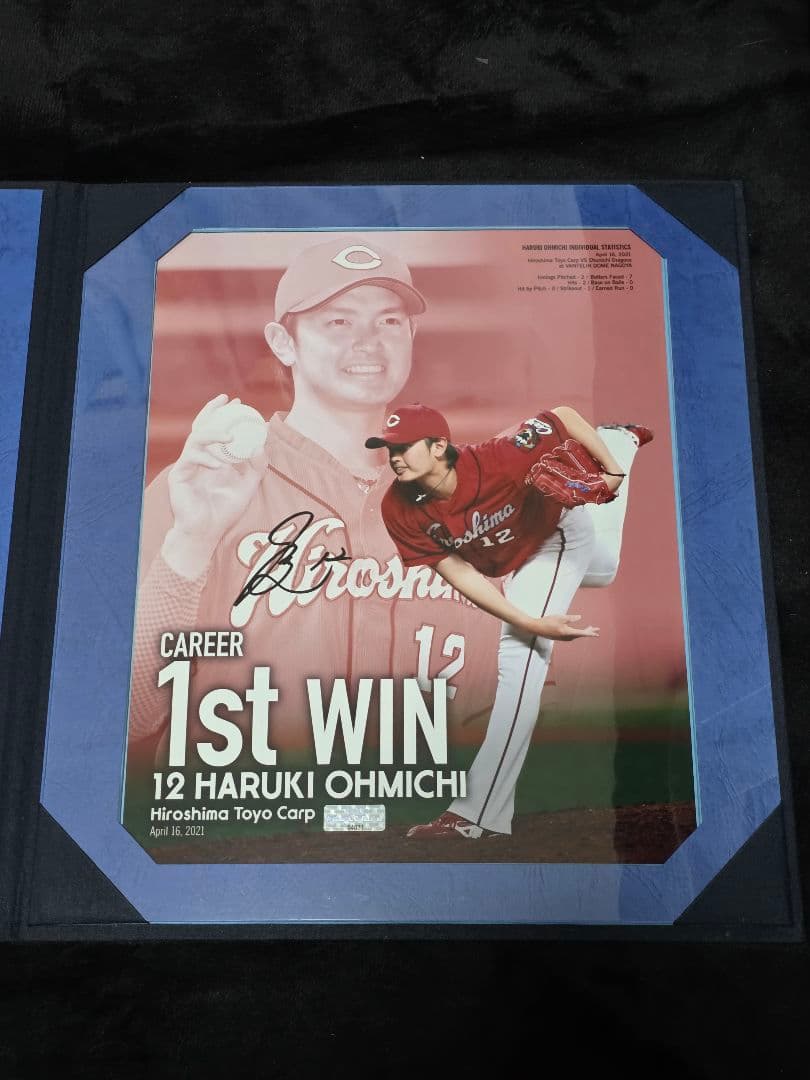 HARUKI OHMICHI INDIVIDUAL STATISTICS
April 16, 2021
Hiroshima Toyo Carp VS Chunichi Dragons
at VANTELIN DOME NAGOYA
Innings Pitched - 2 / Batters Faced - 7
Hits - 2 / Base on Balls - 0
Hit by Pitch - 0 / Strikeout - 1 / Earned Run - 0
C
C
Carp
Hiroshima
12
Hiroshima
12
CAREER
1st WIN
12 HARUKI OHMICHI
Hiroshima Toyo Carp
April 16, 2021